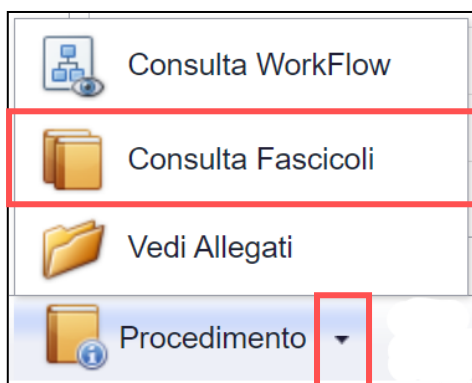 Consulta WorkFlow
Consulta Fascicoli
Vedi Allegati
Procedimento